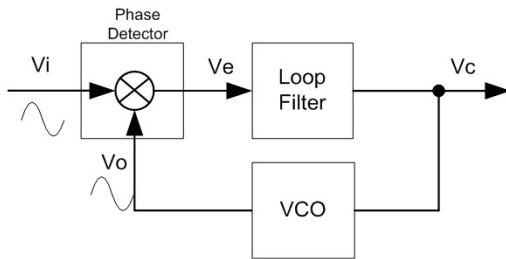 Phase
Detector
Vi
Ve
Loop
Filter
Vc
Vo
VCO